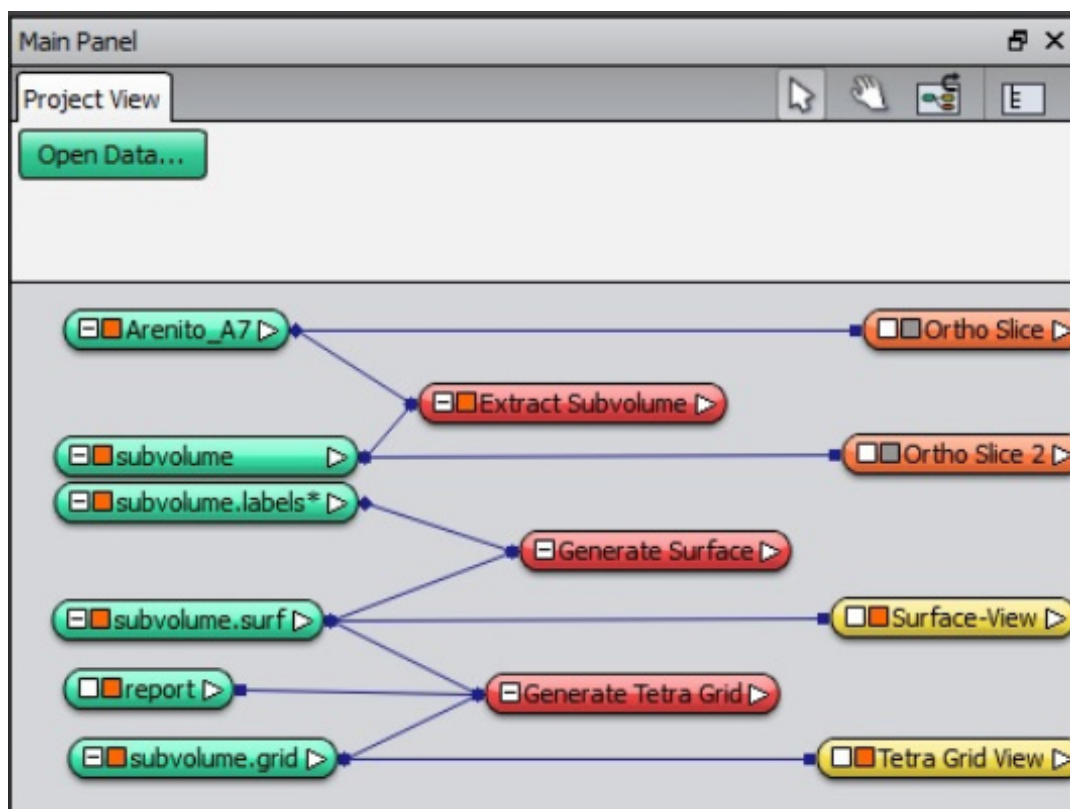 Main Panel
Project View
Open Data...
Arenito_A7
Ortho Slice
Extract Subvolume
subvolume
Ortho Slice 2
subvolume.labels*
Generate Surface
subvolume.surf
Surface-View
report
Generate Tetra Grid
subvolume.grid
Tetra Grid View